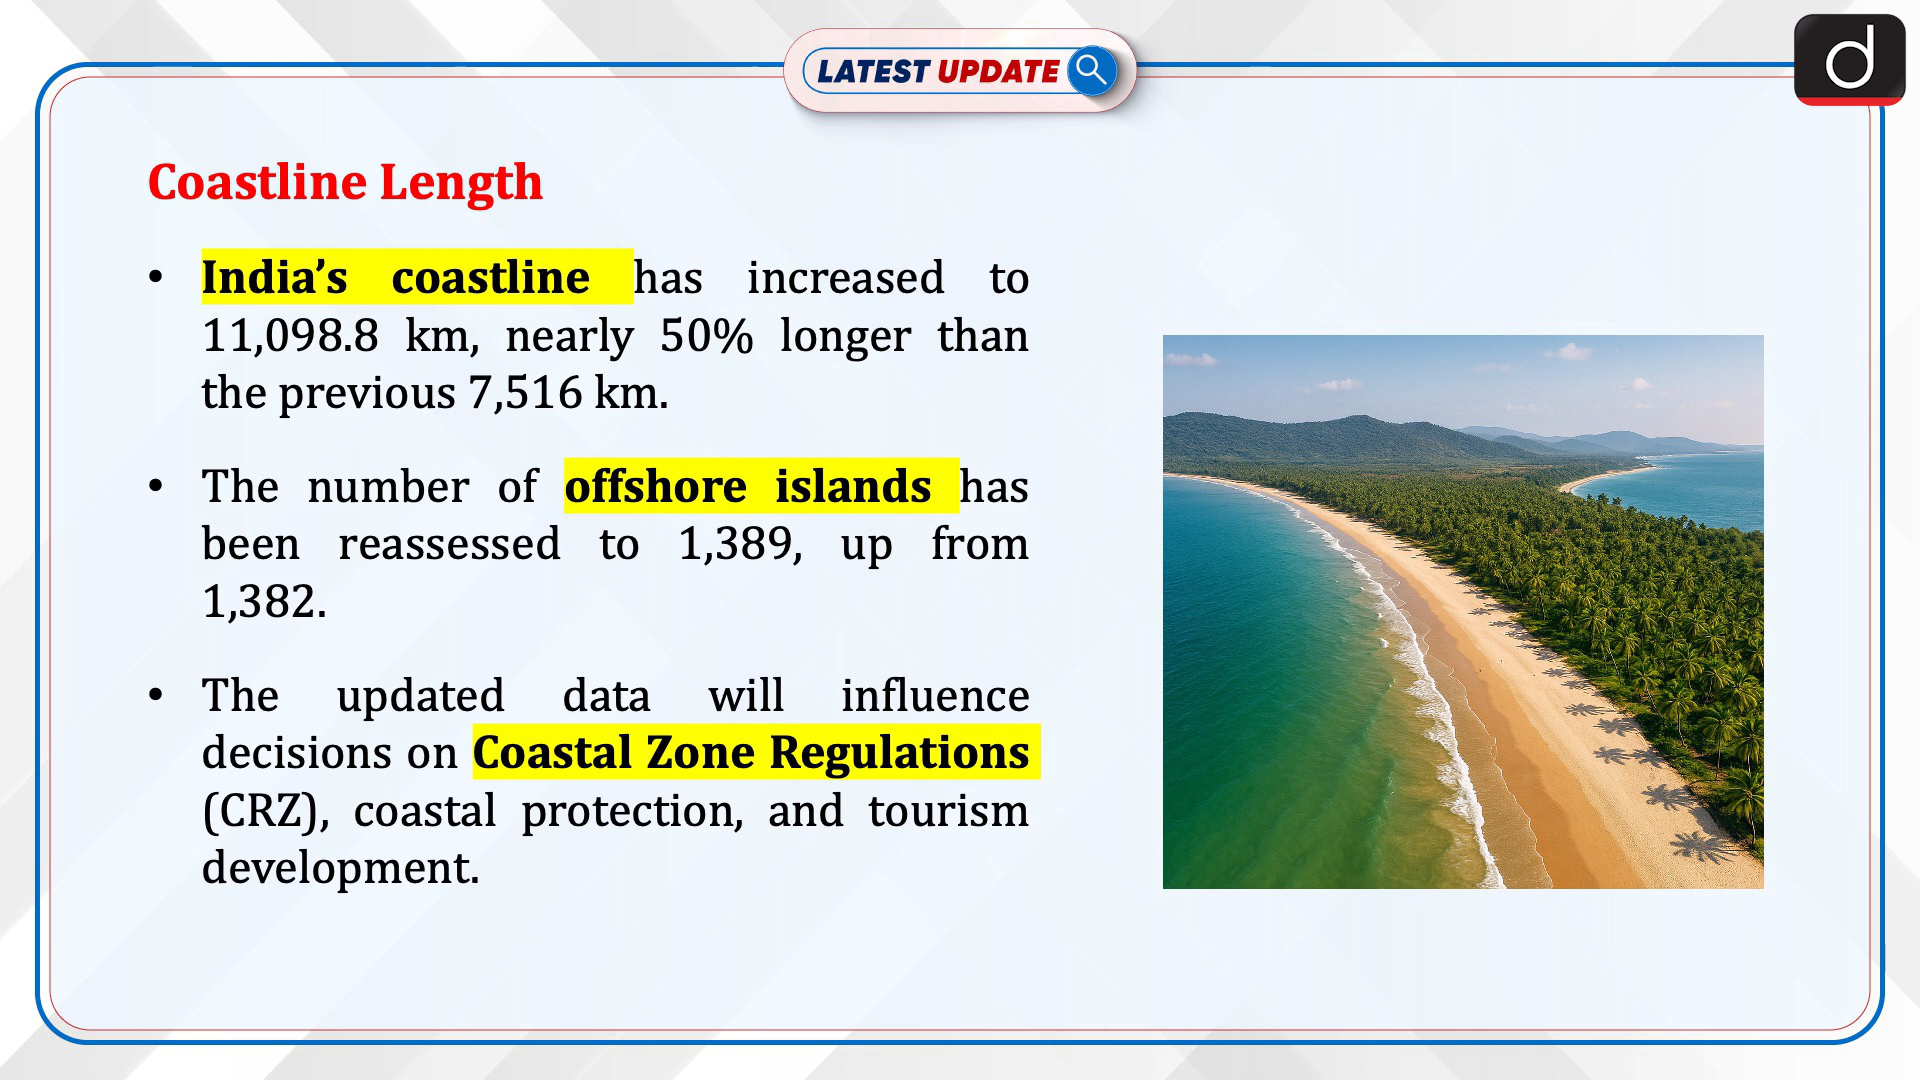 LATEST UPDATE
d
Coastline Length
• India’s coastline has increased to
11,098.8 km, nearly 50% longer than
the previous 7,516 km.
• The number of offshore islands has
been reassessed to 1,389, up from
1,382.
• The updated data will influence
decisions on Coastal Zone Regulations
(CRZ), coastal protection, and tourism
development.